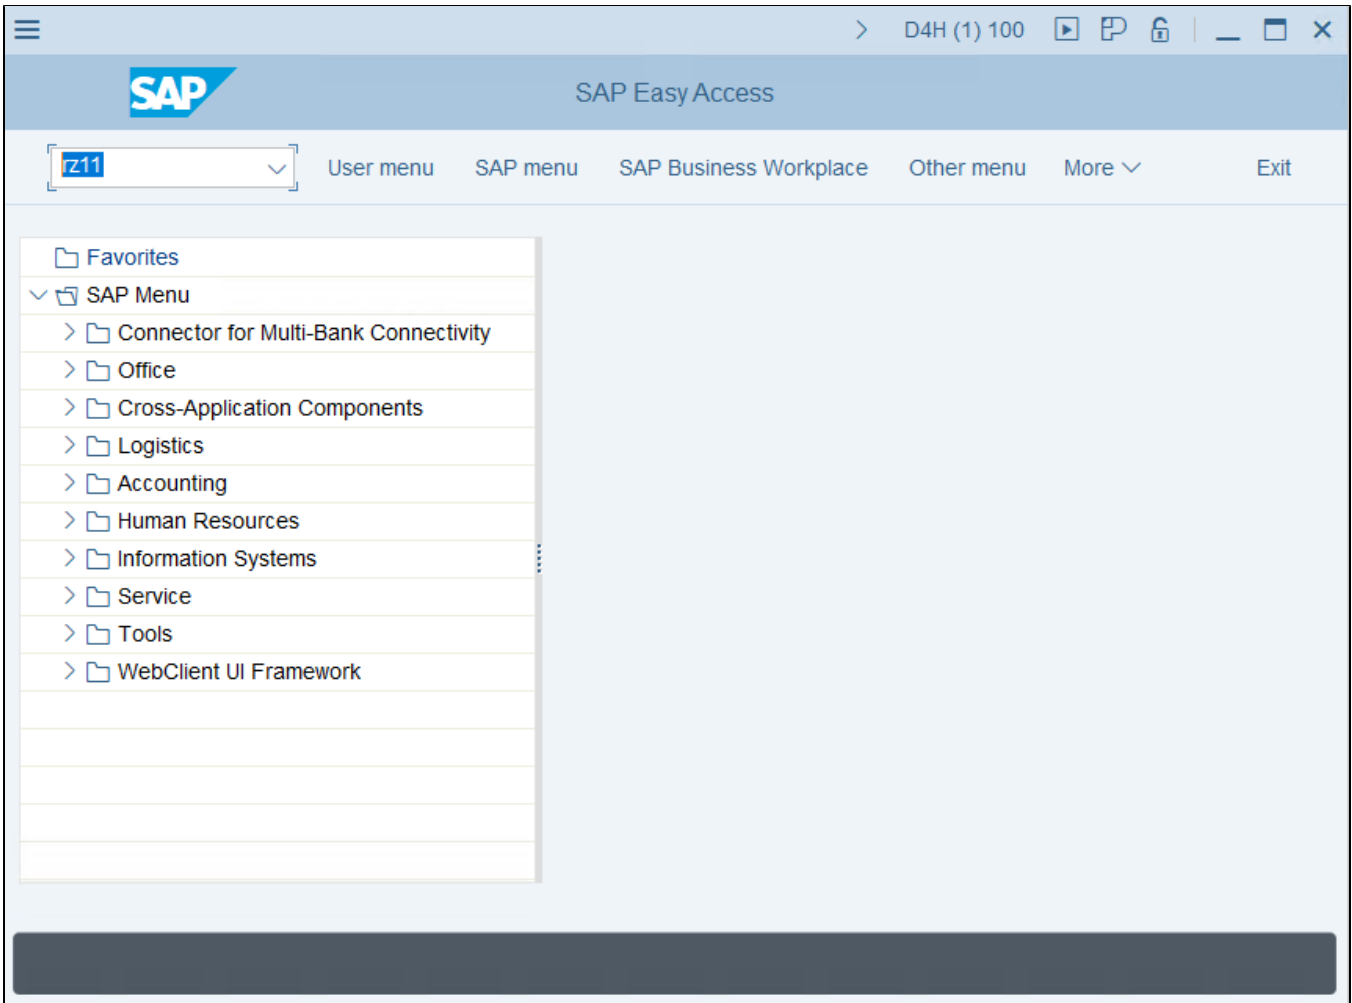 D4H (1) 100
SAP SAP Easy Access
rz11 User menu SAP menu SAP Business Workplace Other menu More Exit
Favorites
SAP Menu
Connector for Multi-Bank Connectivity
Office
Cross-Application Components
Logistics
Accounting
Human Resources
Information Systems
Service
Tools
WebClient UI Framework